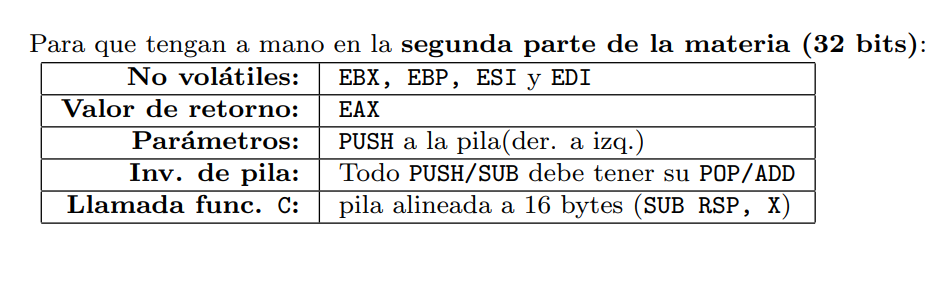 Para que tengan a mano en la segunda parte de la materia (32 bits):
No volátiles: EBX, EBP, ESI y EDI
Valor de retorno: EAX
Parámetros: PUSH a la pila(der. a izq.)
Inv. de pila: Todo PUSH/SUB debe tener su POP/ADD
Llamada func. C: pila alineada a 16 bytes (SUB RSP, X)